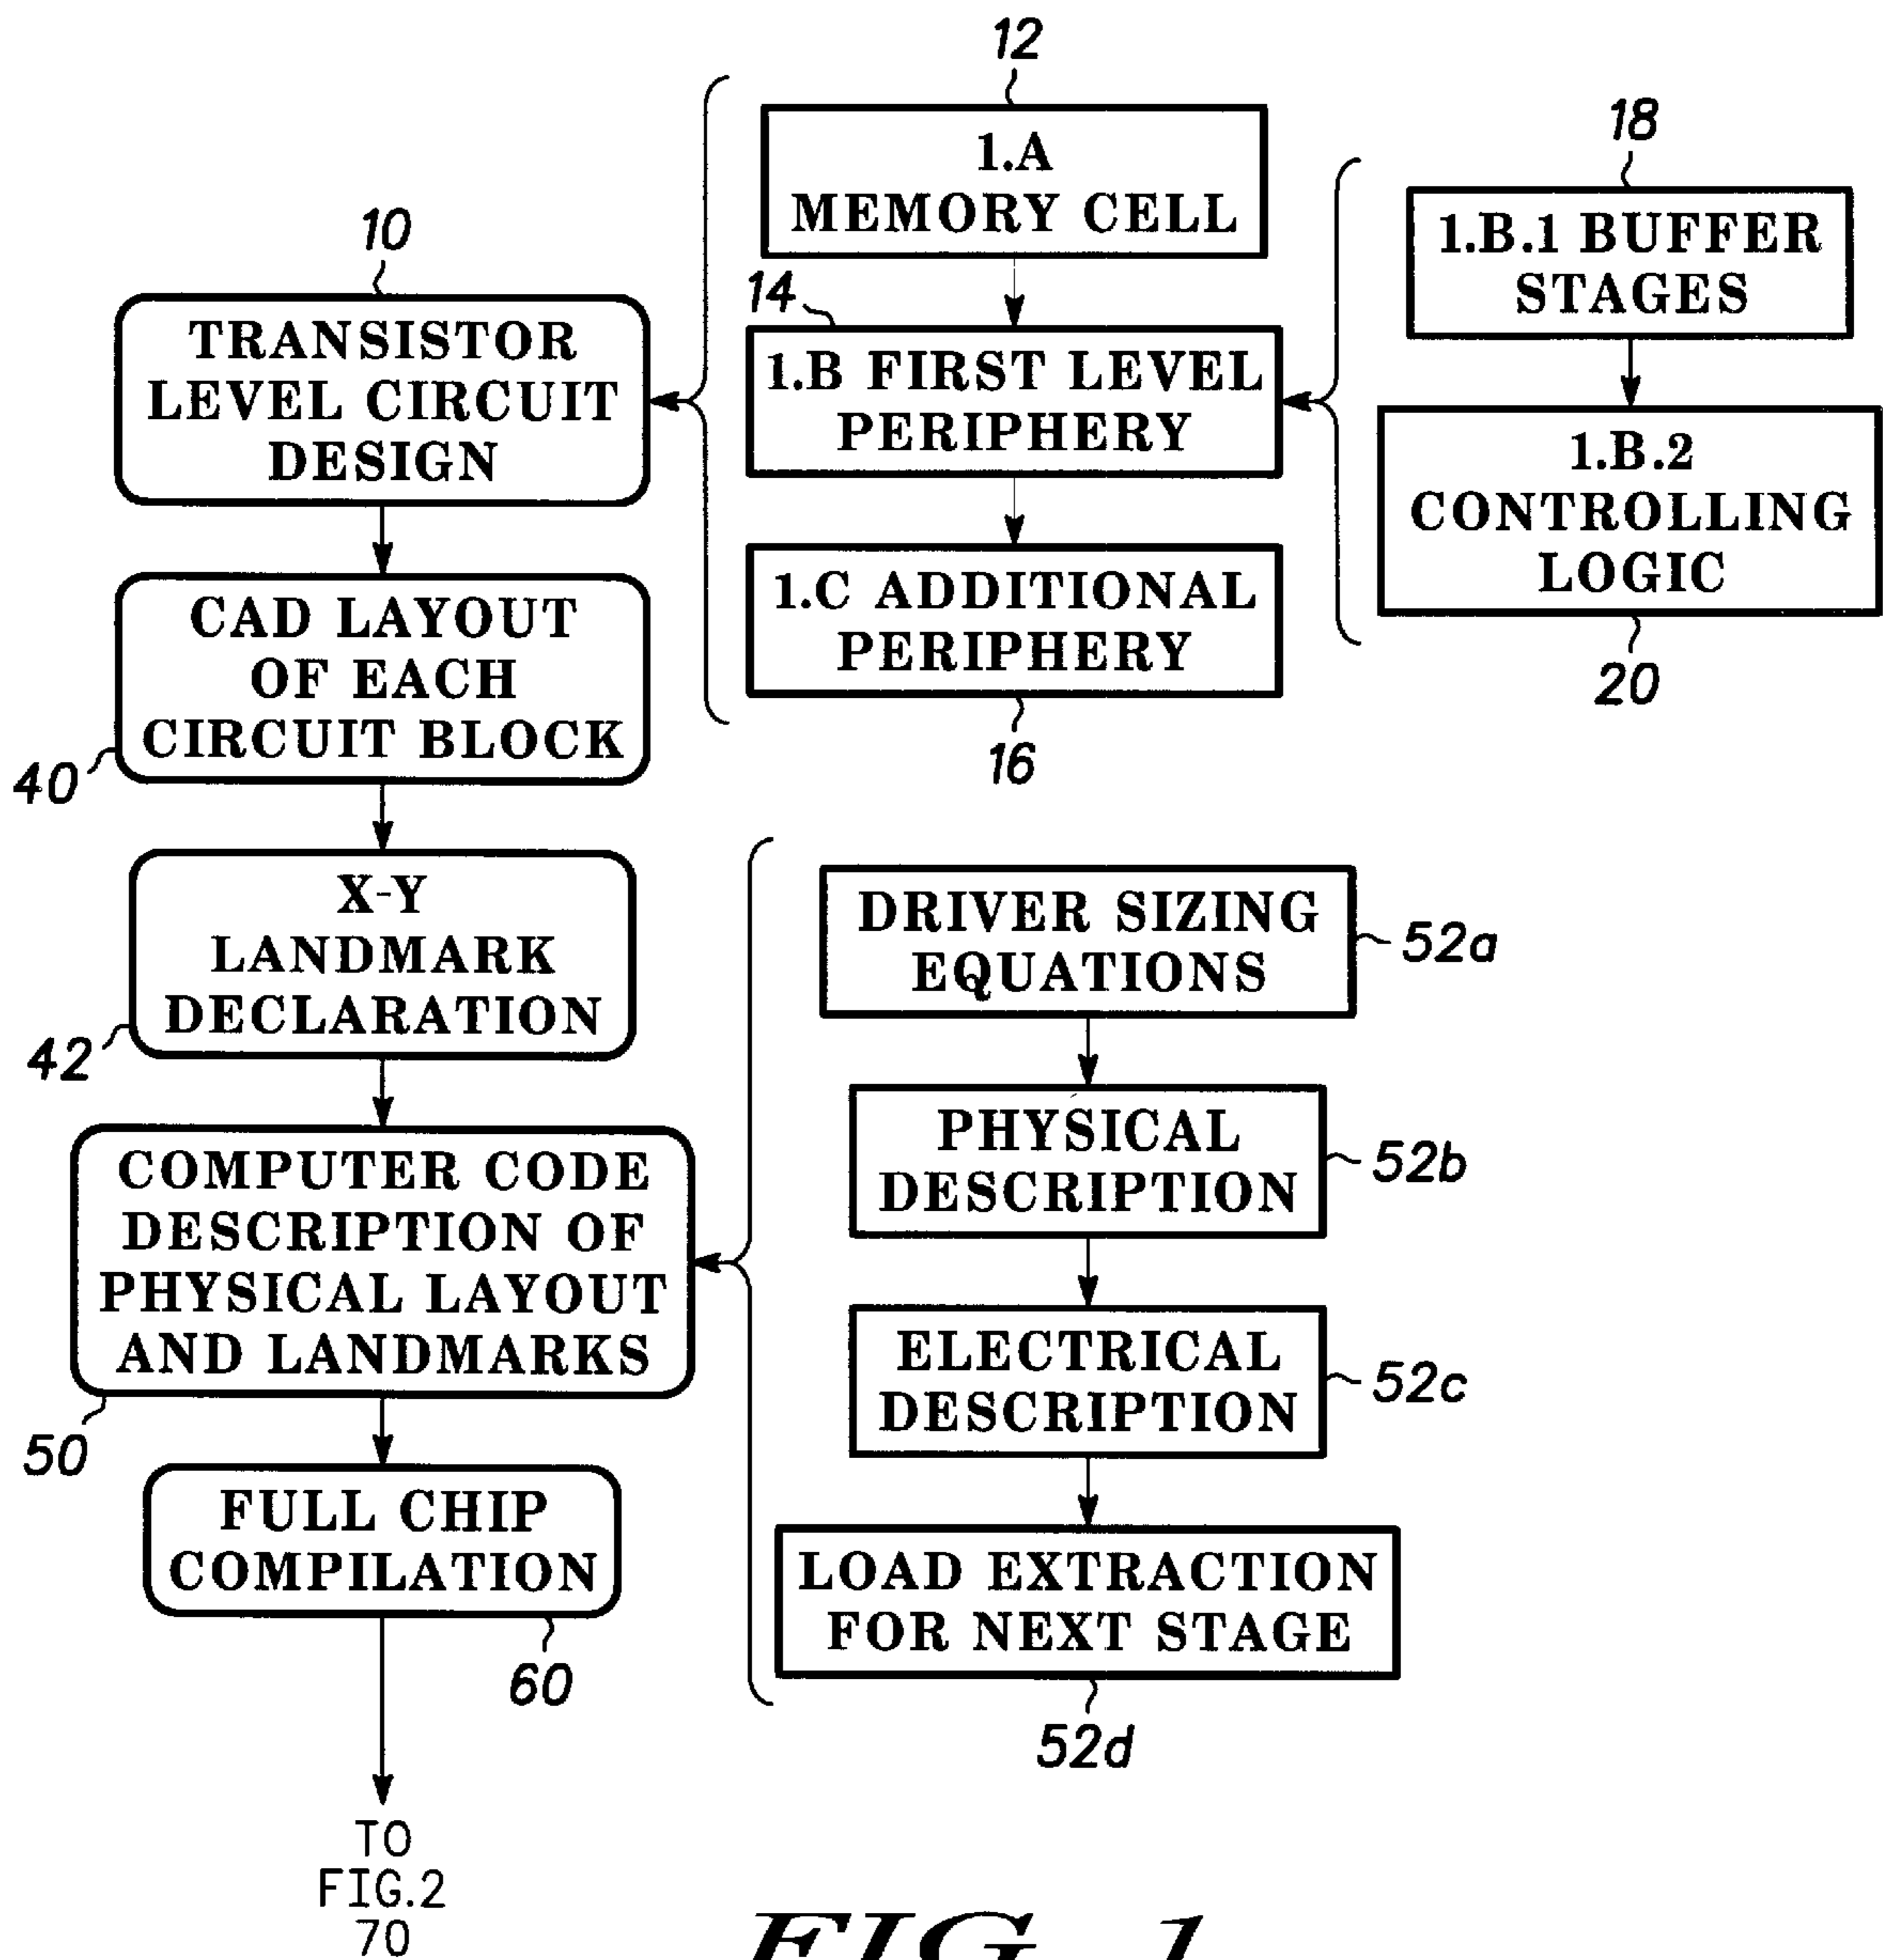 10
TRANSISTOR
LEVEL CIRCUIT
DESIGN
CAD LAYOUT
OF EACH
CIRCUIT BLOCK
40
X-Y
LANDMARK
DECLARATION
42
COMPUTER CODE
DESCRIPTION OF
PHYSICAL LAYOUT
AND LANDMARKS
50
FULL CHIP
COMPILATION
60
TO
FIG.2
70
12
1.A
MEMORY CELL
14
1.B FIRST LEVEL
PERIPHERY
1.C ADDITIONAL
PERIPHERY
16
18
1.B.1 BUFFER
STAGES
1.B.2
CONTROLLING
LOGIC
20
DRIVER SIZING
EQUATIONS
52a
PHYSICAL
DESCRIPTION
52b
ELECTRICAL
DESCRIPTION
52c
LOAD EXTRACTION
FOR NEXT STAGE
52d
FIG. 1